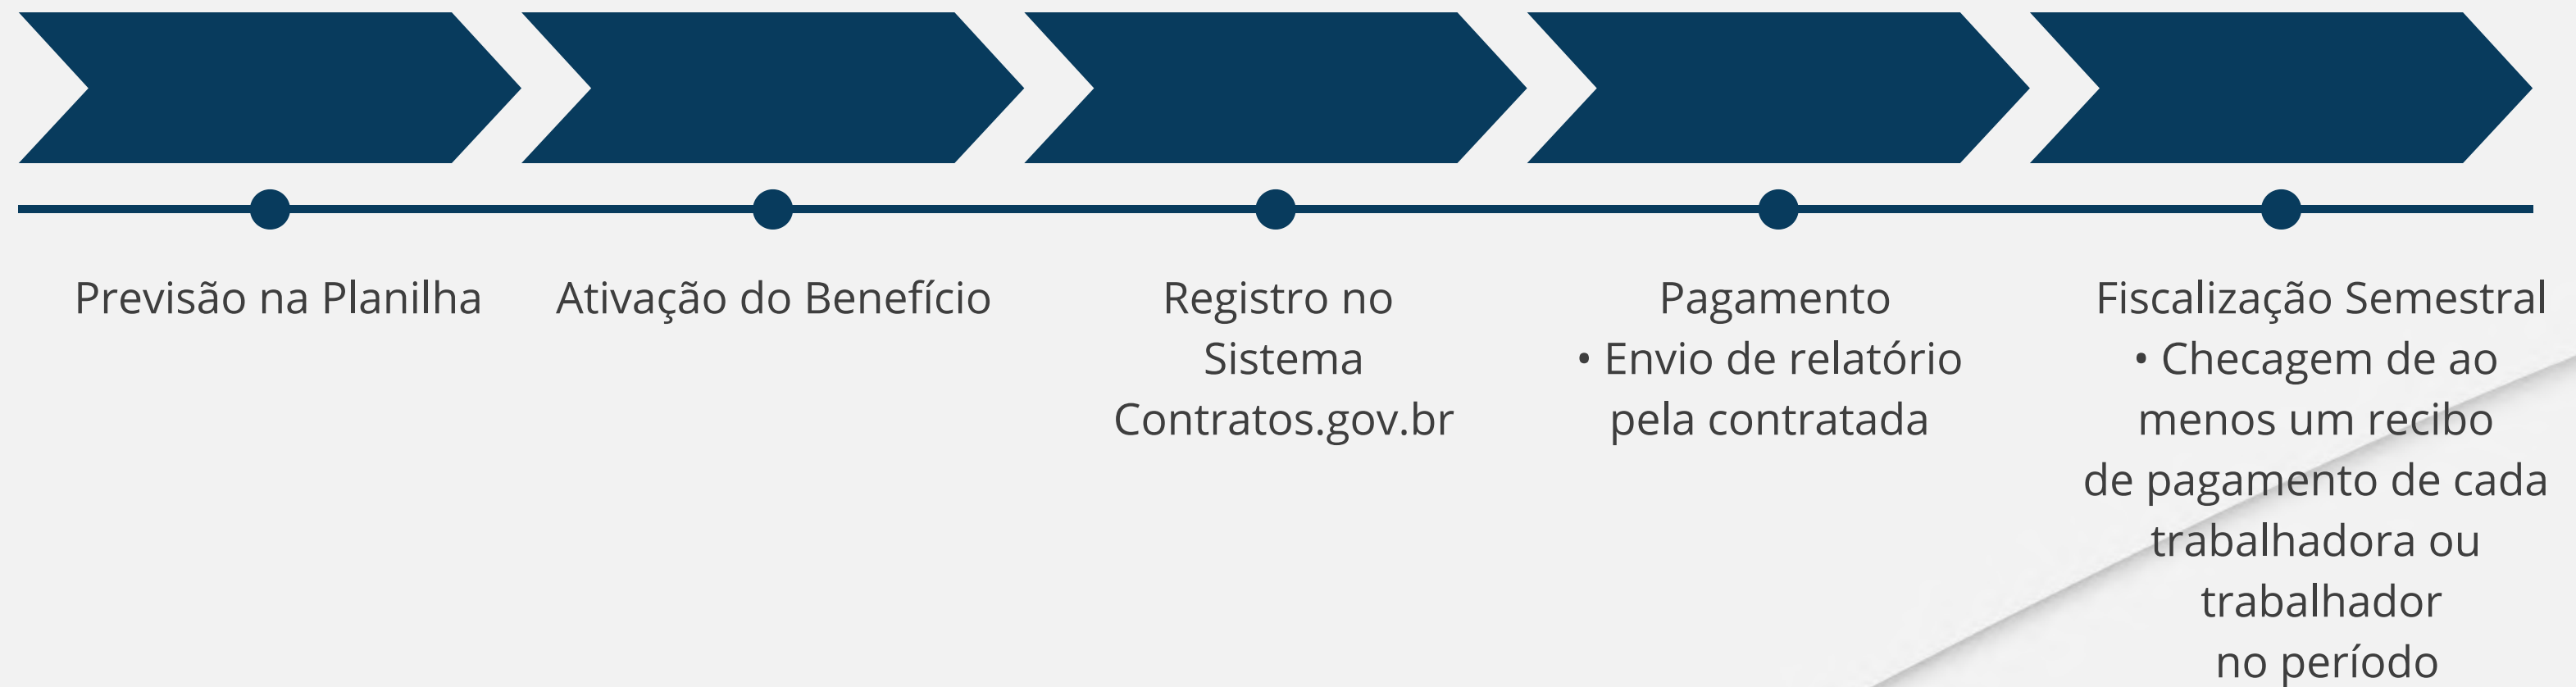 Previsão na Planilha
Ativação do Benefício
Registro no
Sistema
Contratos.gov.br
Pagamento
• Envio de relatório
pela contratada
Fiscalização Semestral
• Checagem de ao
menos um recibo
de pagamento de cada
trabalhadora ou
trabalhador
no período